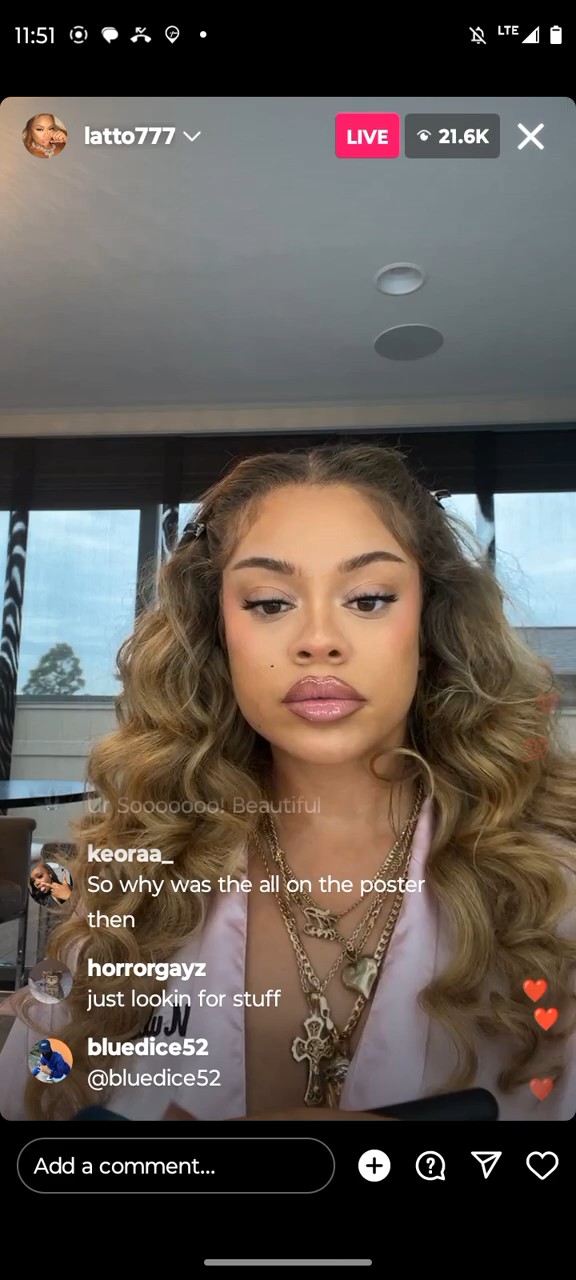 11:51
LTE
latto777
LIVE
21.6K
Ur Sooooooo! Beautiful
keoraa_
So why was the all on the poster
then
horrorgayz
just lookin for stuff
bluedice52
@bluedice52
Add a comment...